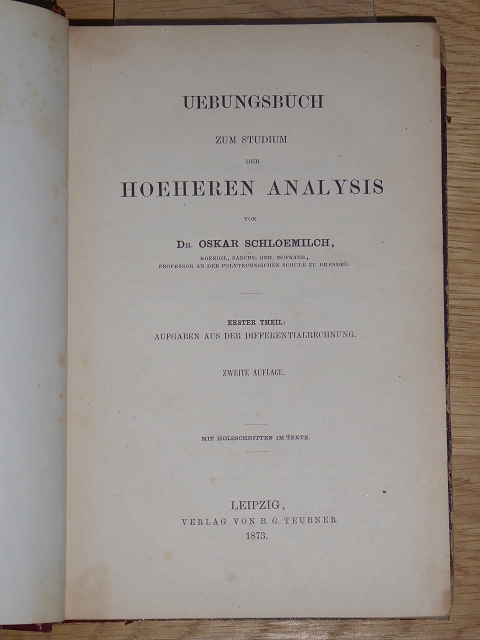 UEBUNGSBUCH
ZUM STUDIUM
DER
HOEHEREN ANALYSIS
VON
DR. OSKAR SCHLOEMILCH,
KOENIGL. SAECHS. GEH. HOFRATH,
PROFESSOR AN DER POLYTECHNISCHEN SCHULE ZU DRESDEN.
ERSTER THEIL:
AUFGABEN AUS DER DIFFERENTIALRECHNUNG.
ZWEITE AUFLAGE.
MIT HOLZSCHNITTEN IM TEXTE.
LEIPZIG,
VERLAG VON B. G. TEUBNER.
1873.